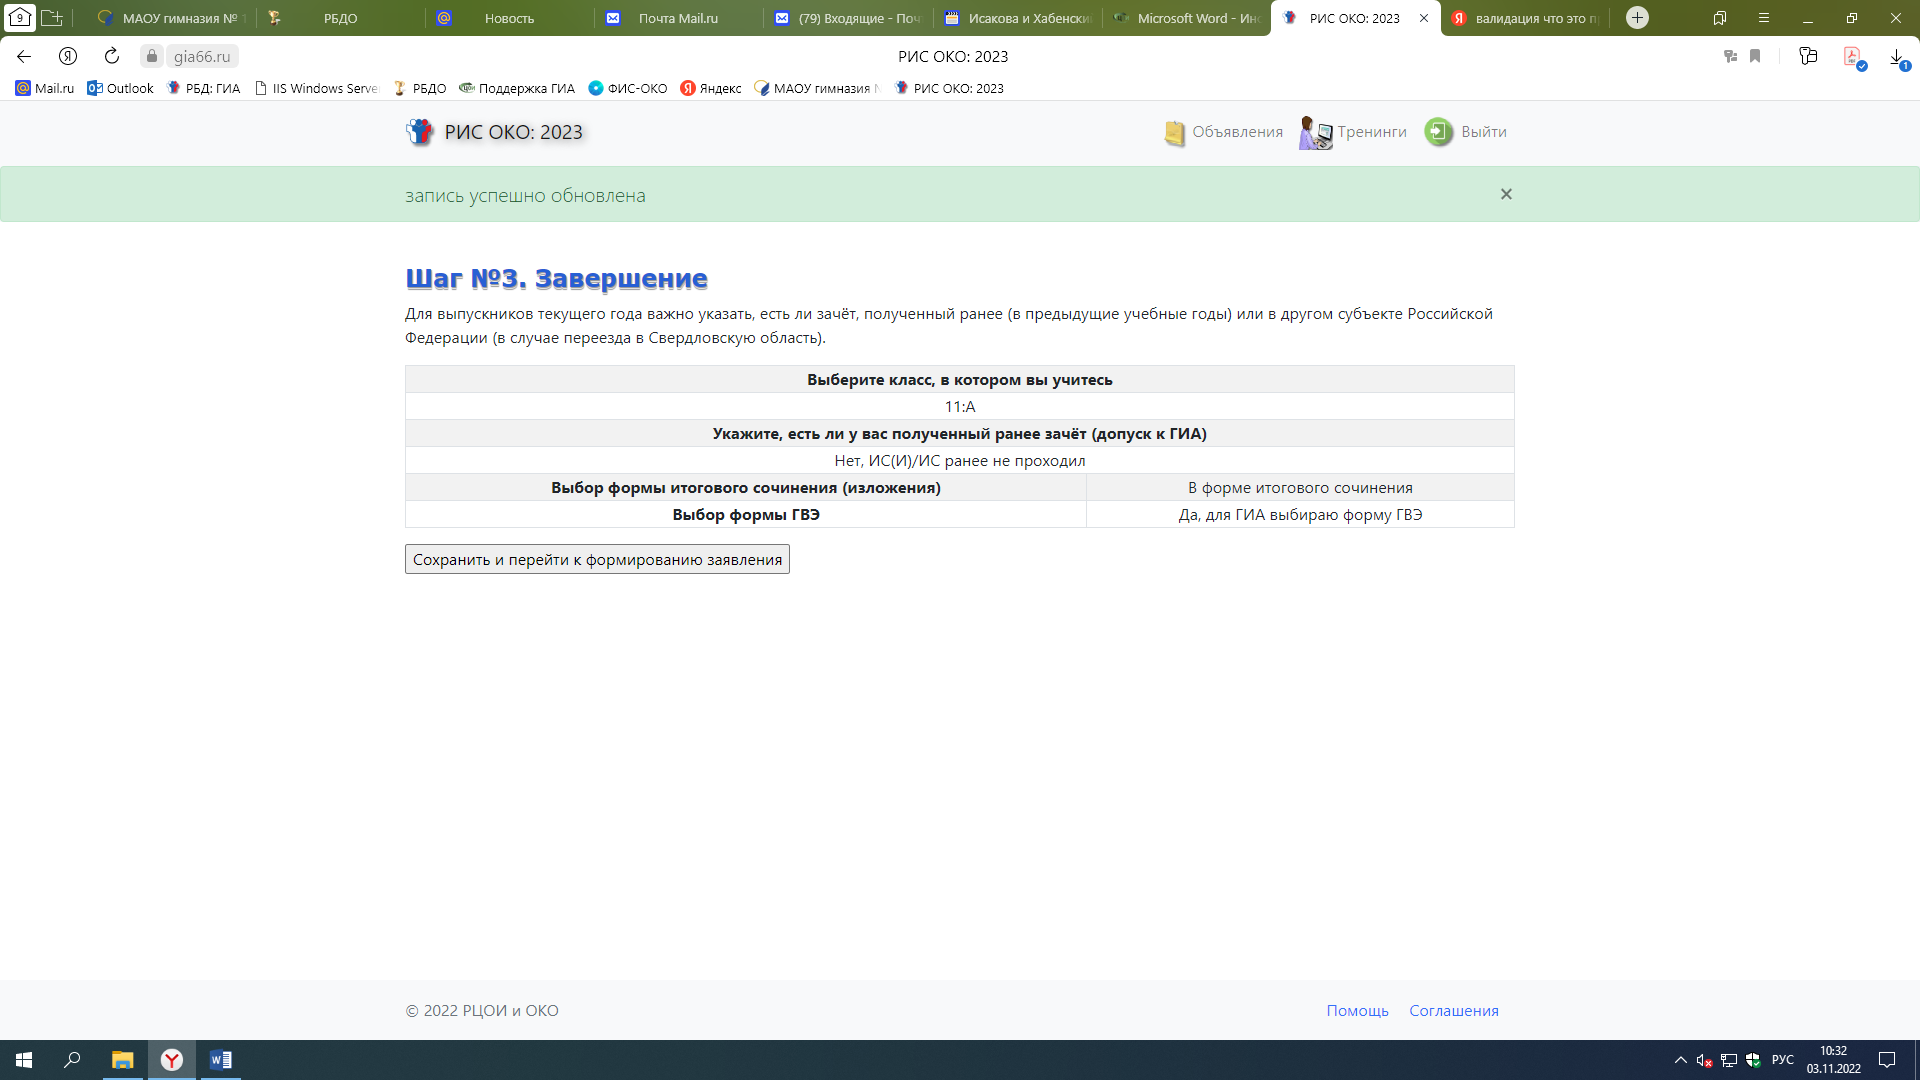 9
МАОУ гимназия №
РБДО
Новость
Почта Mail.ru
(79) Входящие - Поч
Исакова и Хабенский
Microsoft Word - Инс
РИС ОКО: 2023
валидация что это п
gia66.ru
РИС ОКО: 2023
1
Mail.ru
Outlook
РБД: ГИА
IIS Windows Server
РБДО
Поддержка ГИА
ФИС-ОКО
Яндекс
МАОУ гимназия
РИС ОКО: 2023
РИС ОКО: 2023
Объявления
Тренинги
Выйти
запись успешно обновлена
×
Шаг №3. Завершение
Для выпускников текущего года важно указать, есть ли зачёт, полученный ранее (в предыдущие учебные годы) или в другом субъекте Российской
Федерации (в случае переезда в Свердловскую область).
Выберите класс, в котором вы учитесь
11:А
Укажите, есть ли у вас полученный ранее зачёт (допуск к ГИА)
Нет, ИС(И)/ИС ранее не проходил
Выбор формы итогового сочинения (изложения)
В форме итогового сочинения
Выбор формы ГВЭ
Да, для ГИА выбираю форму ГВЭ
Сохранить и перейти к формированию заявления
© 2022 РЦОИ и ОКО
Помощь
Соглашения
РУС
10:32
03.11.2022